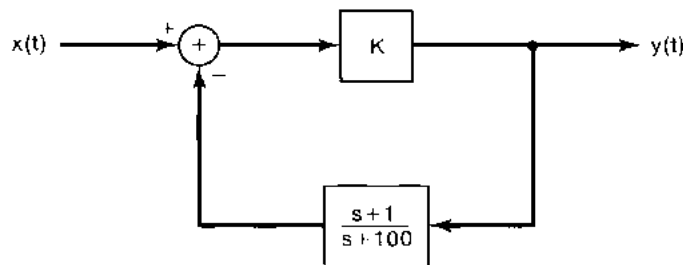 x(t)
+
+
−
K
y(t)
s+1
s+100